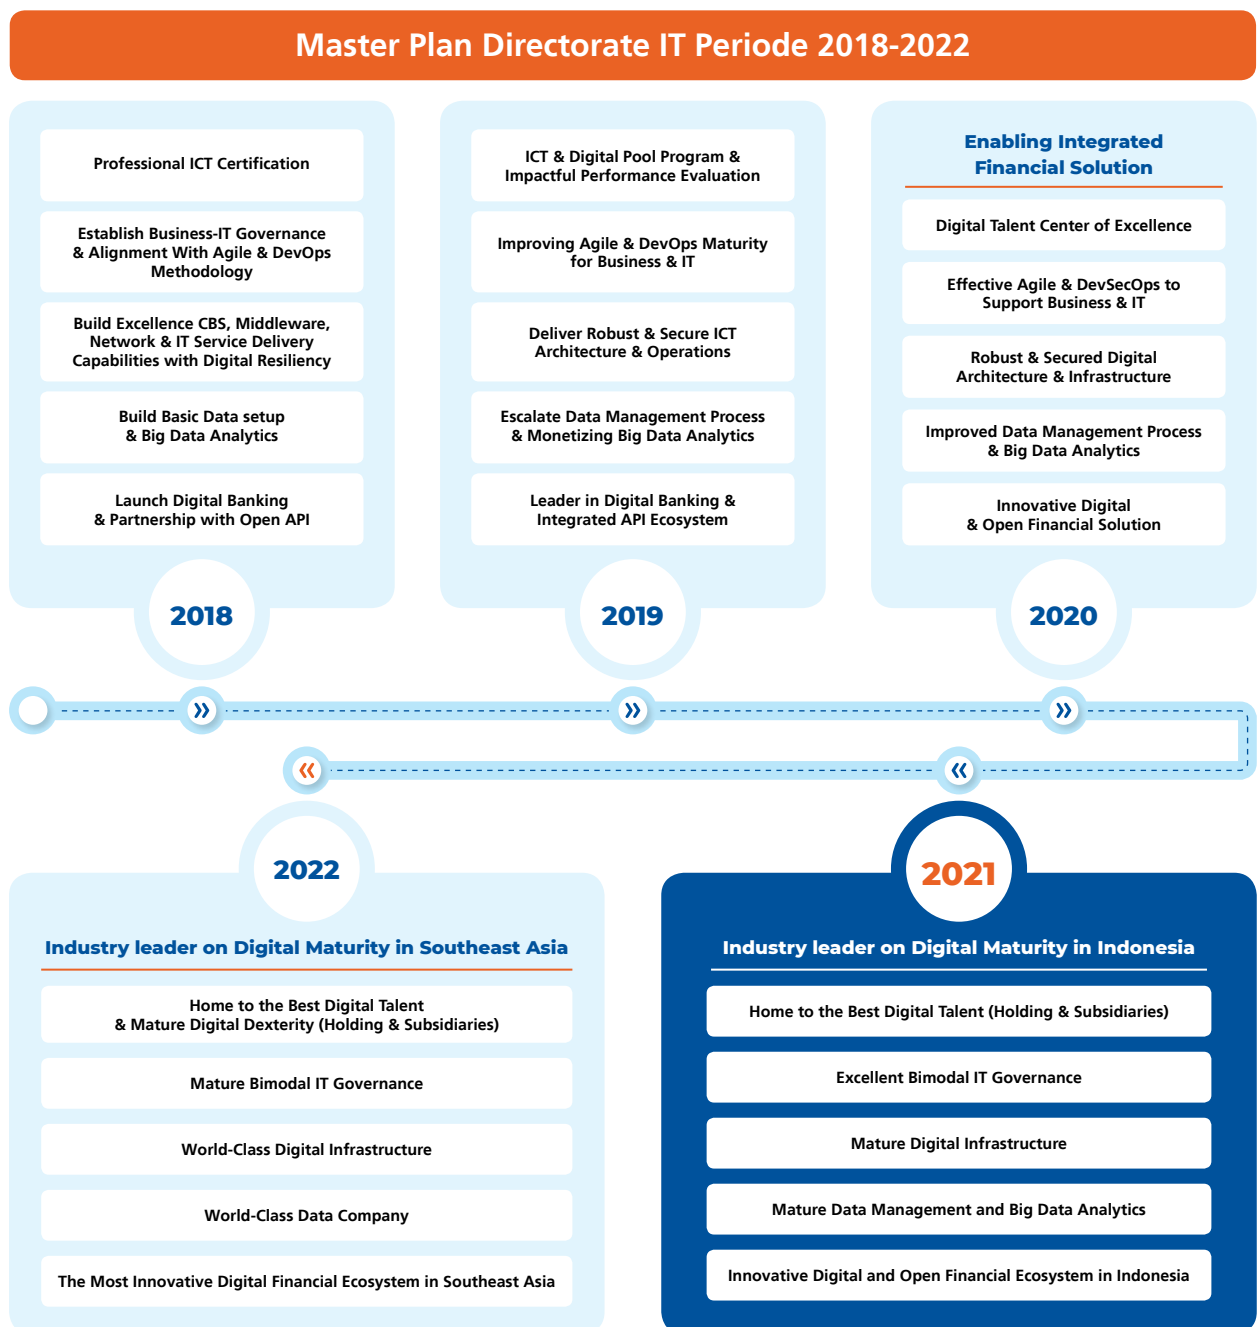 Master Plan Directorate IT Periode 2018-2022
Professional ICT Certification
Establish Business-IT Governance
& Alignment With Agile & DevOps
Methodology
Build Excellence CBS, Middleware,
Network & IT Service Delivery
Capabilities with Digital Resiliency
Build Basic Data setup
& Big Data Analytics
Launch Digital Banking
& Partnership with Open API
2018
ICT & Digital Pool Program &
Impactful Performance Evaluation
Improving Agile & DevOps Maturity
for Business & IT
Deliver Robust & Secure ICT
Architecture & Operations
Escalate Data Management Process
& Monetizing Big Data Analytics
Leader in Digital Banking &
Integrated API Ecosystem
2019
Enabling Integrated
Financial Solution
Digital Talent Center of Excellence
Effective Agile & DevSecOps to
Support Business & IT
Robust & Secured Digital
Architecture & Infrastructure
Improved Data Management Process
& Big Data Analytics
Innovative Digital
& Open Financial Solution
2020
2021
Industry leader on Digital Maturity in Indonesia
Home to the Best Digital Talent (Holding & Subsidiaries)
Excellent Bimodal IT Governance
Mature Digital Infrastructure
Mature Data Management and Big Data Analytics
Innovative Digital and Open Financial Ecosystem in Indonesia
2022
Industry leader on Digital Maturity in Southeast Asia
Home to the Best Digital Talent
& Mature Digital Dexterity (Holding & Subsidiaries)
Mature Bimodal IT Governance
World-Class Digital Infrastructure
World-Class Data Company
The Most Innovative Digital Financial Ecosystem in Southeast Asia